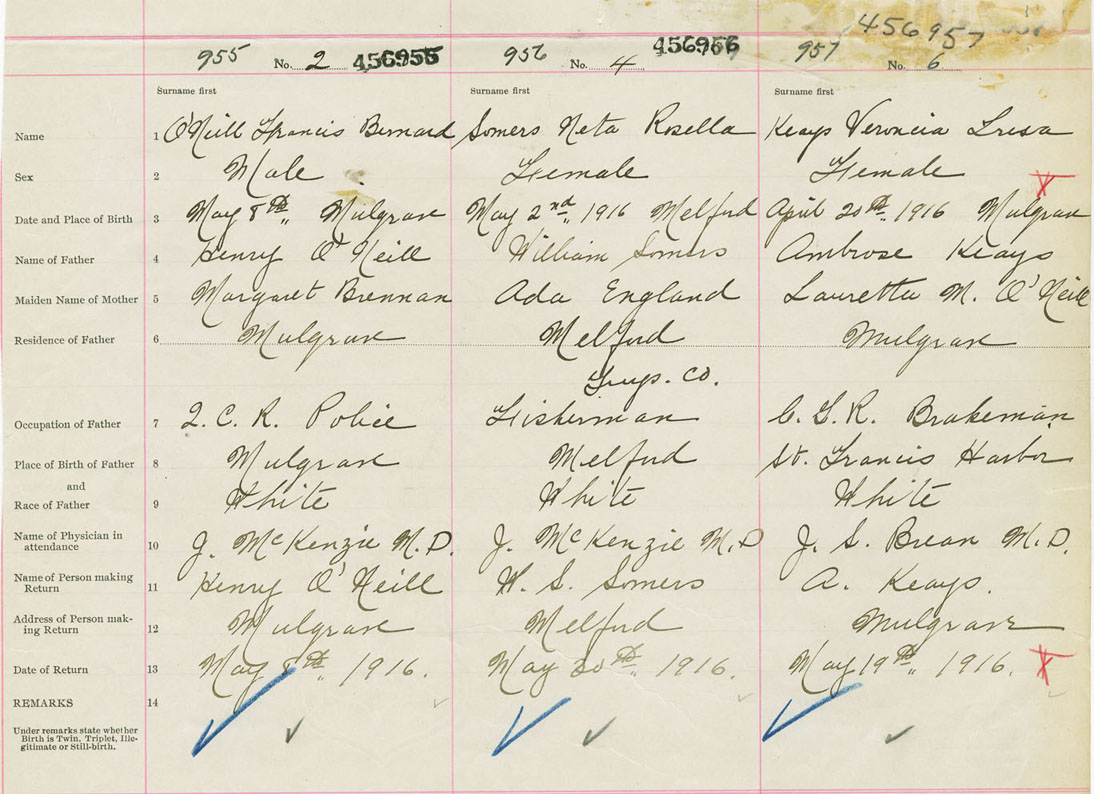 955 No. 2 456955 956 No. 4 456956 957 No. 6 456957
Surname first Surname first Surname first
Name 1 O'Neill Francis Bernard Somers Neta Rosella Keays Veroncia Tresa
Sex 2 Male Female Female X
Date and Place of Birth 3 May 8th „ Mulgrave May 2nd „ 1916 Melford April 20th 1916 Mulgrave
Name of Father 4 Henry O'Neill William Somers Ambrose Keays
Maiden Name of Mother 5 Margaret Brennan Ada England Lauretta M. O'Neill
Residence of Father 6 Mulgrave Melford Mulgrave
Guys. Co.
Occupation of Father 7 I. C. R. Police Fisherman C. G. R. Brakeman
Place of Birth of Father 8 Mulgrave Melford St. Francis Harbor
and
Race of Father 9 White White White
Name of Physician in
attendance 10 J. McKenzie M.D. J. McKenzie M.D J. S. Brean M.D.
Name of Person making
Return 11 Henry O'Neill W. S. Somers A. Keays.
Address of Person mak-
ing Return 12 Mulgrave Melford Mulgrave
Date of Return 13 May 8th „ 1916. May 20th „ 1916. May 19th „ 1916. X
REMARKS 14
Under remarks state whether
Birth is Twin, Triplet, Ille-
gitimate or Still-birth.